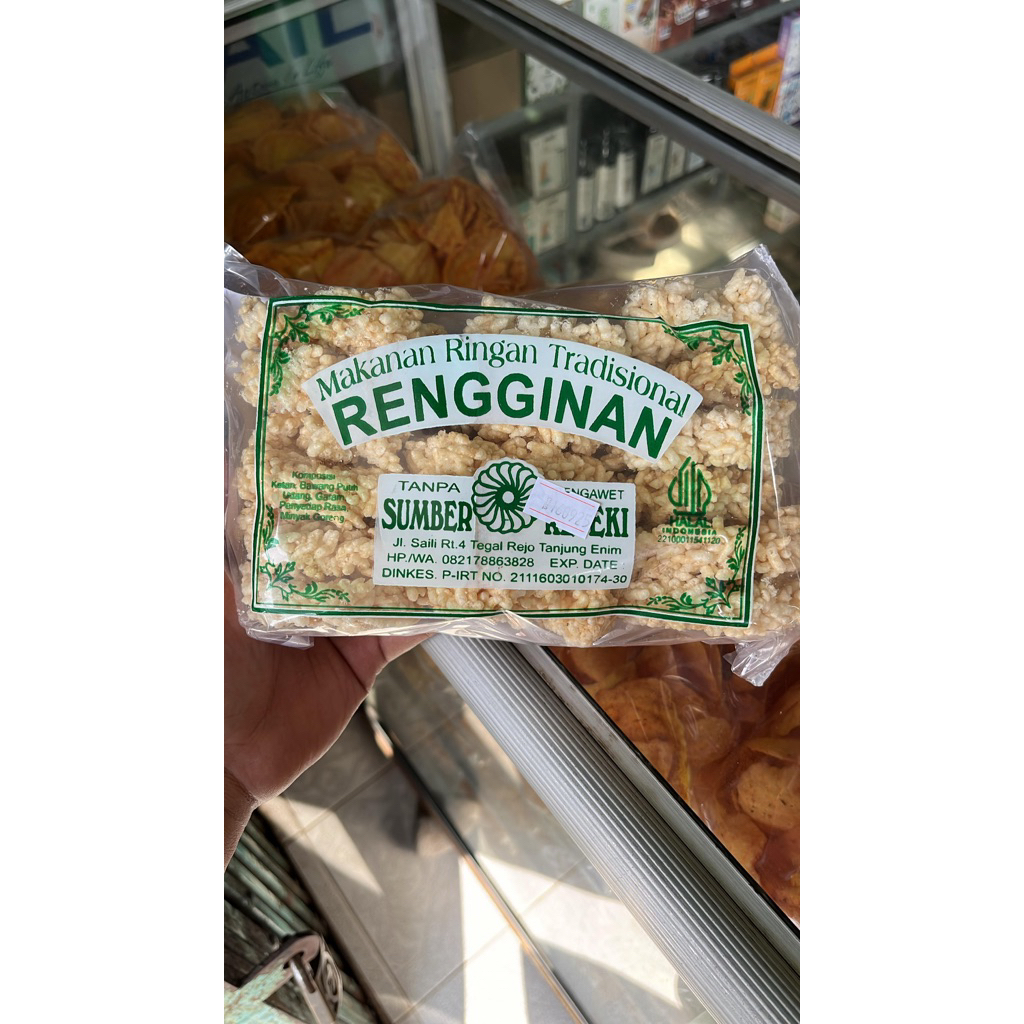 Makanan Ringan Tradisional
RENGGINAN
Komposisi
Ketan, Bawang Putih
Udang, Garam,
Penyedap Rasa
Minyak Goreng
TANPA
SUMBER
Jl. Saili Rt.4 Tegal Rejo Tanjung Enim
HP./WA. 082178863828 EXP. DATE :
DINKES. P-IRT NO. 2111603010174-30
HALAL
INDONESIA